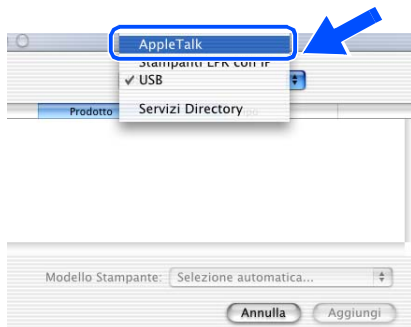 AppleTalk
Stampanti LPR con IP
✓ USB
Servizi Directory
Prodotto
Modello Stampante: Selezione automatica...
Annulla Aggiungi